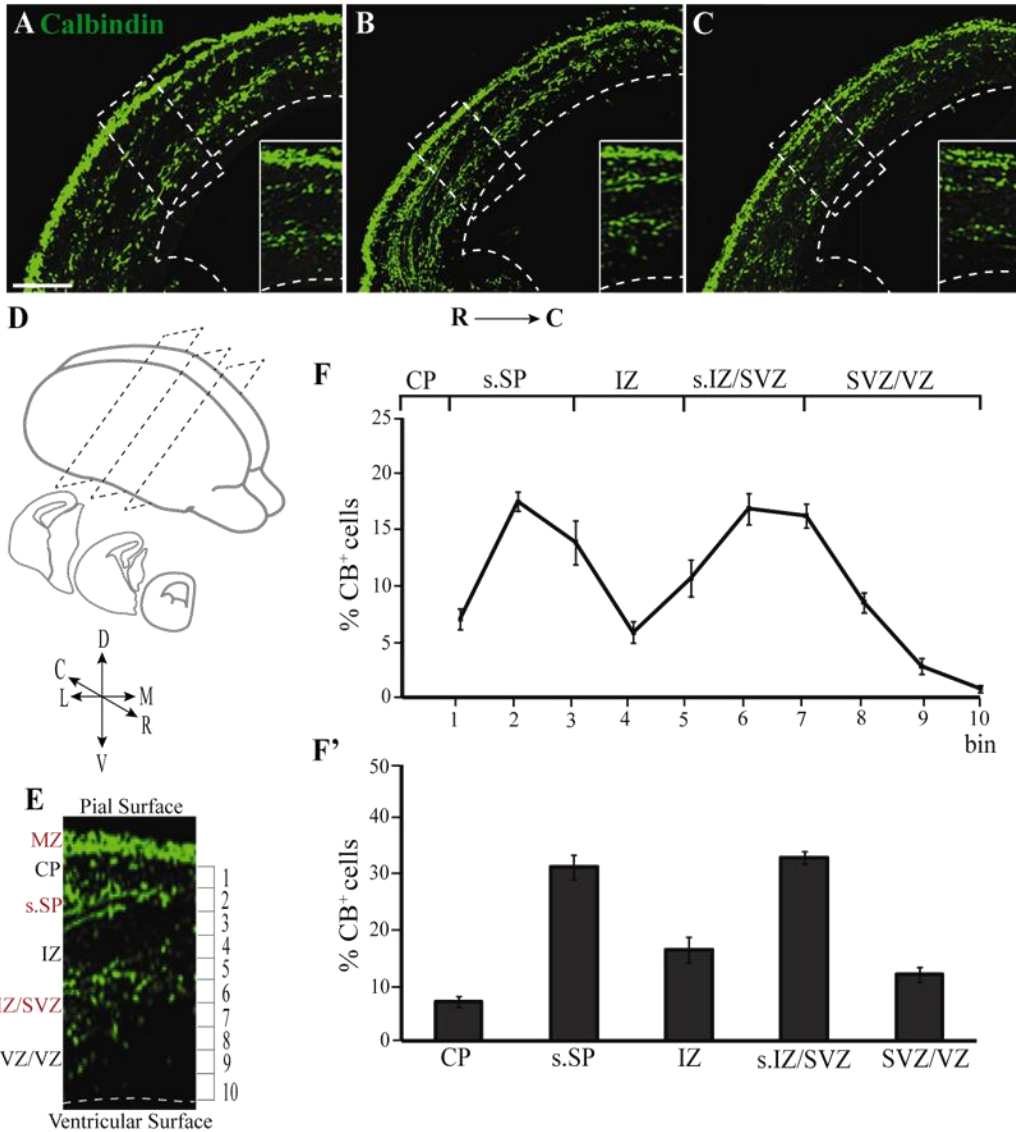 A Calbindin
B
C
R C
D
D
C
L M
R
V
E
Pial Surface
MZ
CP
s.SP
IZ
IZ/SVZ
VZ/VZ
1
2
3
4
5
6
7
8
9
10
Ventricular Surface
F
CP s.SP IZ s.IZ/SVZ SVZ/VZ
% CB+ cells
25
20
15
10
5
0
1 2 3 4 5 6 7 8 9 10
bin
F'
% CB+ cells
50
40
30
20
10
0
CP s.SP IZ s.IZ/SVZ SVZ/VZ